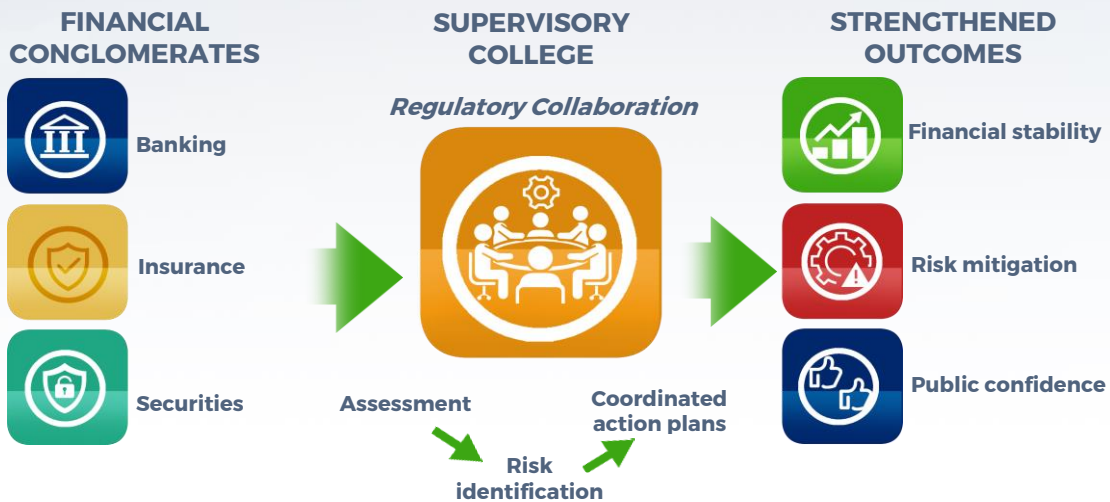 FINANCIAL
CONGLOMERATES
Banking
Insurance
Securities
SUPERVISORY
COLLEGE
Regulatory Collaboration
Assessment
Risk
identification
Coordinated
action plans
STRENGTHENED
OUTCOMES
Financial stability
Risk mitigation
Public confidence